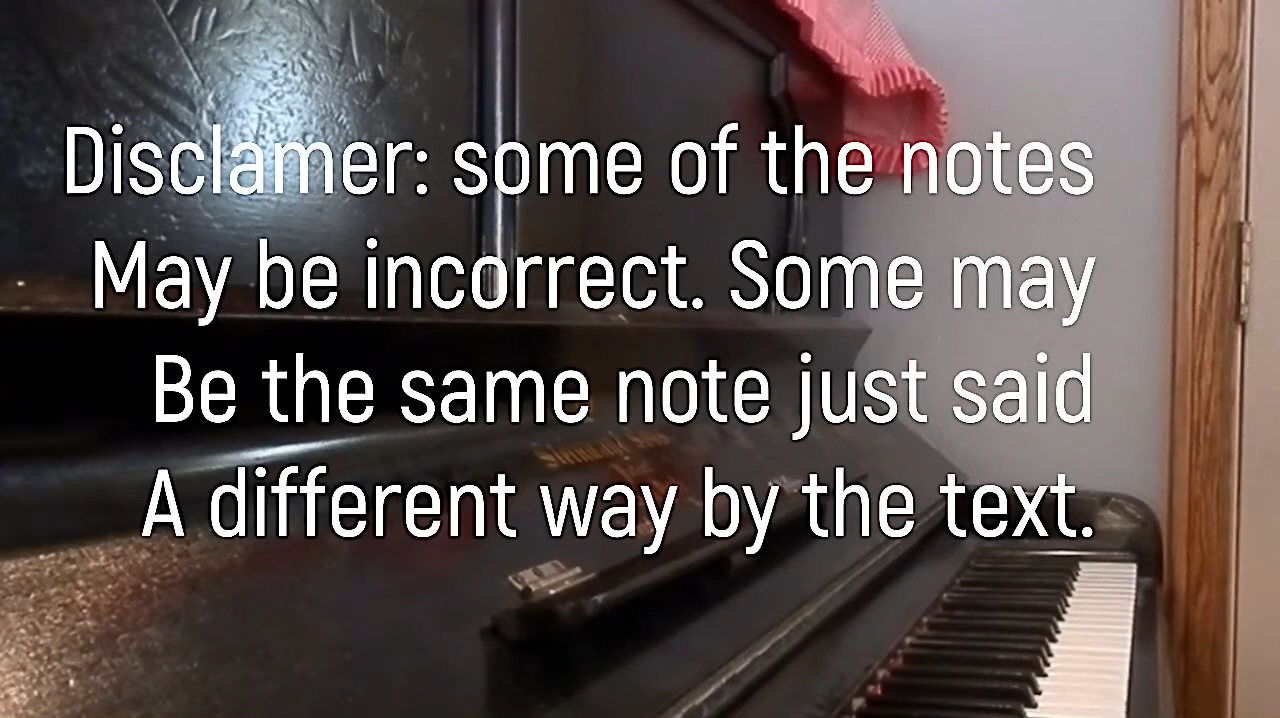 Disclamer: some of the notes
May be incorrect. Some may
Be the same note just said
A different way by the text.